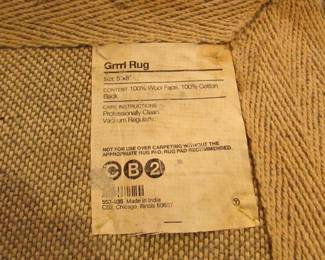 Grrrl Rug
SIZE 5'x8'
CONTENT 100% Wool Face, 100% Cotton
Back
CARE INSTRUCTIONS
Professionally Clean
Vacuum Regularly
NOT FOR USE OVER CARPETING WITHOUT THE
APPROPRIATE RUG PAD. RUG PAD RECOMMENDED.
CB2
Made in India
CB2, Chicago, Illinois 60607